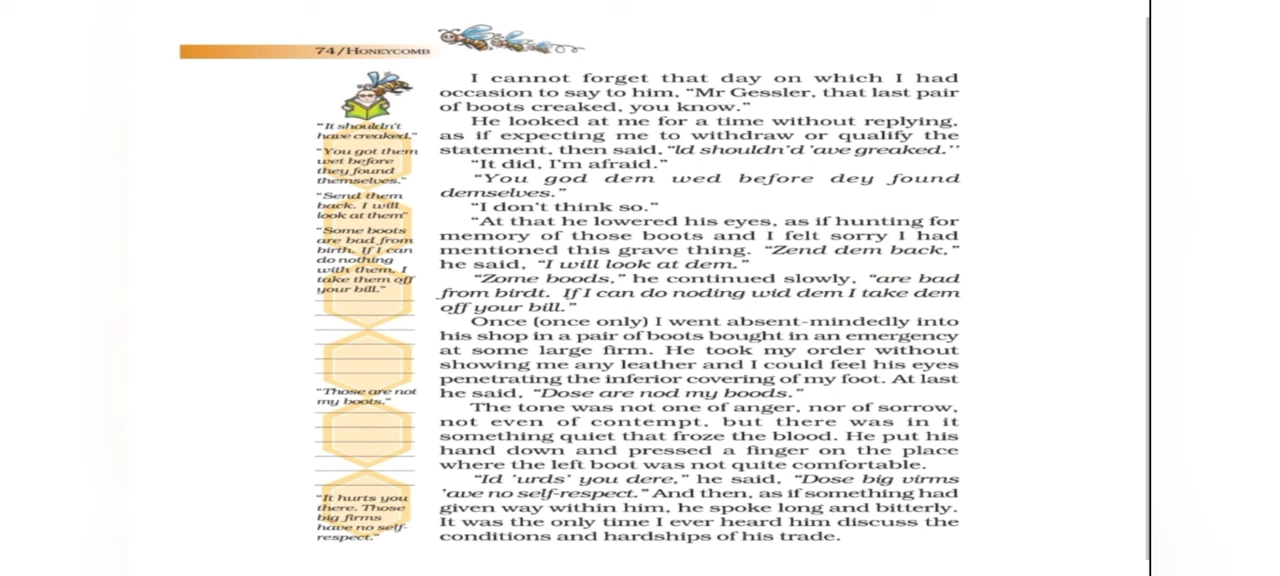 74/HONEYCOMB
"It shouldn't
have creaked."
"You got them
wet before
they found
themselves."
"Send them
back. I will
look at them"
"Some boots
are bad from
birth. If I can
do nothing
with them, I
take them off
your bill."
"Those are not
my boots."
"It hurts you
there. Those
big firms
have no self-
respect."
I cannot forget that day on which I had
occasion to say to him, "Mr Gessler, that last pair
of boots creaked, you know."
He looked at me for a time without replying,
as if expecting me to withdraw or qualify the
statement, then said, "ld shouldn'd 'ave greaked.''
"It did, I'm afraid."
"You god dem wed before dey found
demselves."
"I don't think so."
"At that he lowered his eyes, as if hunting for
memory of those boots and I felt sorry I had
mentioned this grave thing. "Zend dem back,"
he said, "I will look at dem."
"Zome boods," he continued slowly, "are bad
from birdt. If I can do noding wid dem I take dem
off your bill."
Once (once only) I went absent-mindedly into
his shop in a pair of boots bought in an emergency
at some large firm. He took my order without
showing me any leather and I could feel his eyes
penetrating the inferior covering of my foot. At last
he said, "Dose are nod my boods."
The tone was not one of anger, nor of sorrow,
not even of contempt, but there was in it
something quiet that froze the blood. He put his
hand down and pressed a finger on the place
where the left boot was not quite comfortable.
"Id 'urds' you dere," he said, "Dose big virms
'ave no self-respect." And then, as if something had
given way within him, he spoke long and bitterly.
It was the only time I ever heard him discuss the
conditions and hardships of his trade.